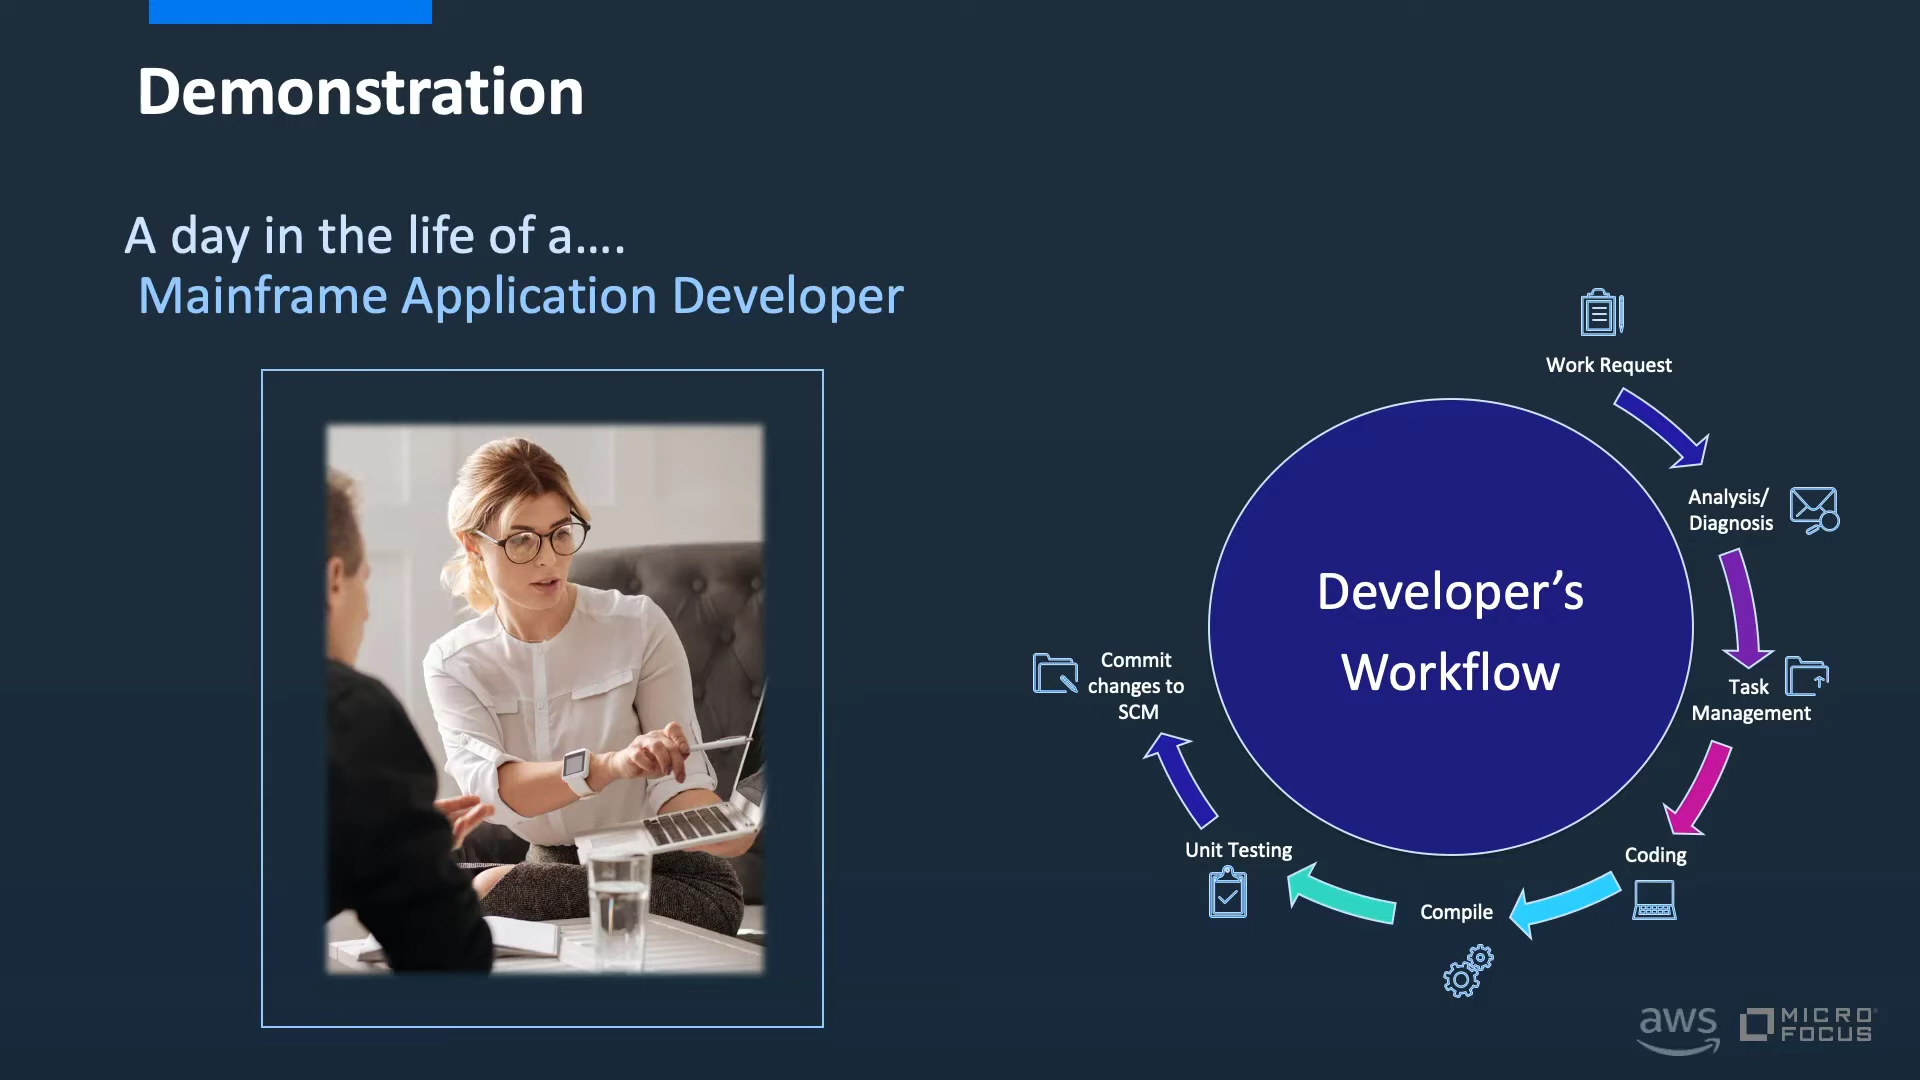 Demonstration
A day in the life of a....
Mainframe Application Developer
Work Request
Analysis/
Diagnosis
Task
Management
Coding
Compile
Unit Testing
Commit
changes to
SCM
Developer’s
Workflow
aws
MICRO
FOCUS